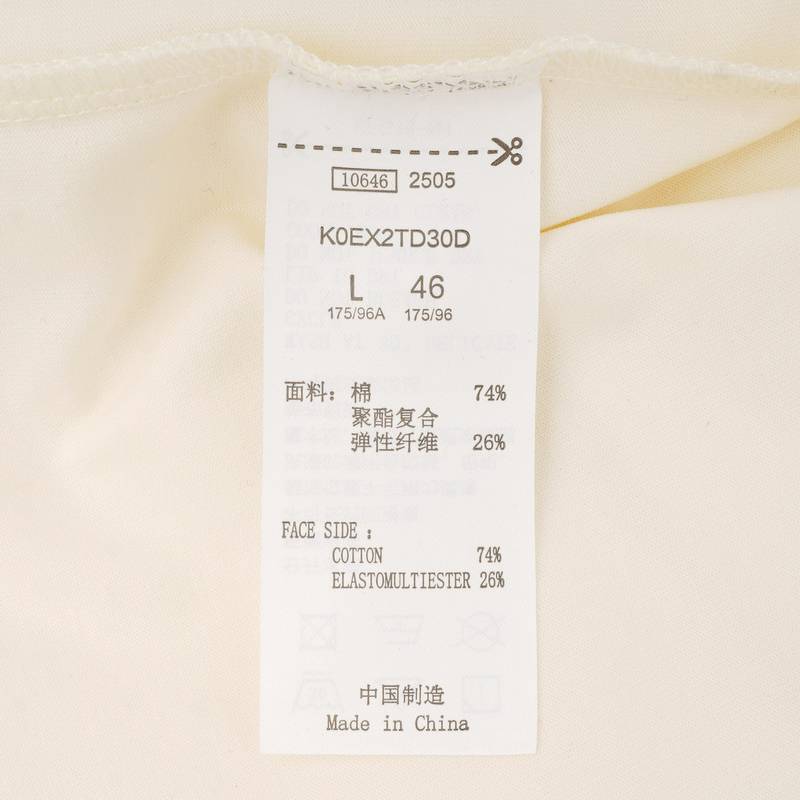 10646 2505
K0EX2TD30D
L 46
175/96A 175/96
面料：棉 74%
聚酯复合
弹性纤维 26%
FACE SIDE :
COTTON 74%
ELASTOMULTIESTER 26%
中国制造
Made in China